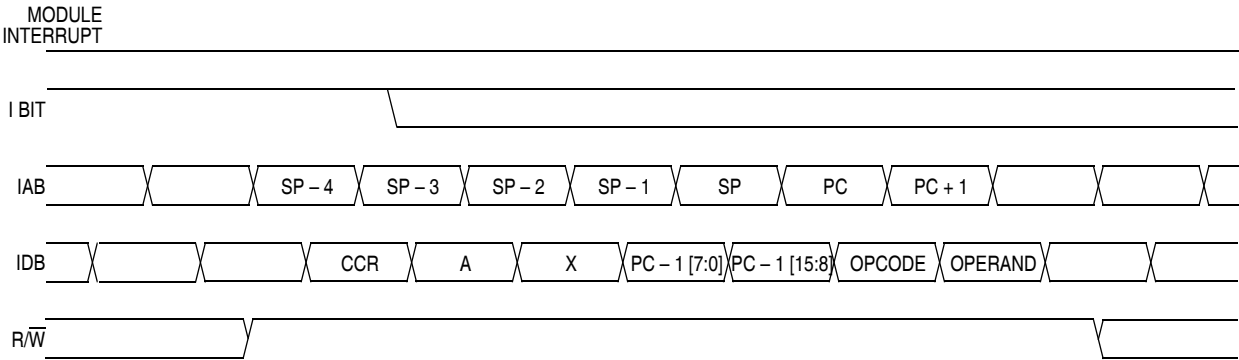 MODULE
INTERRUPT
I BIT
IAB SP – 4 SP – 3 SP – 2 SP – 1 SP PC PC + 1
IDB CCR A X PC – 1 [7:0] PC – 1 [15:8] OPCODE OPERAND
R/W̅